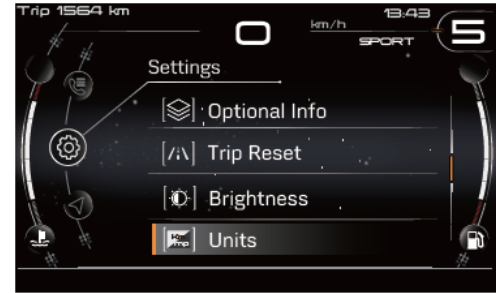 Trip 1564 km
13:43
0
km/h
SPORT
5
Settings
Optional Info
Trip Reset
Brightness
Units